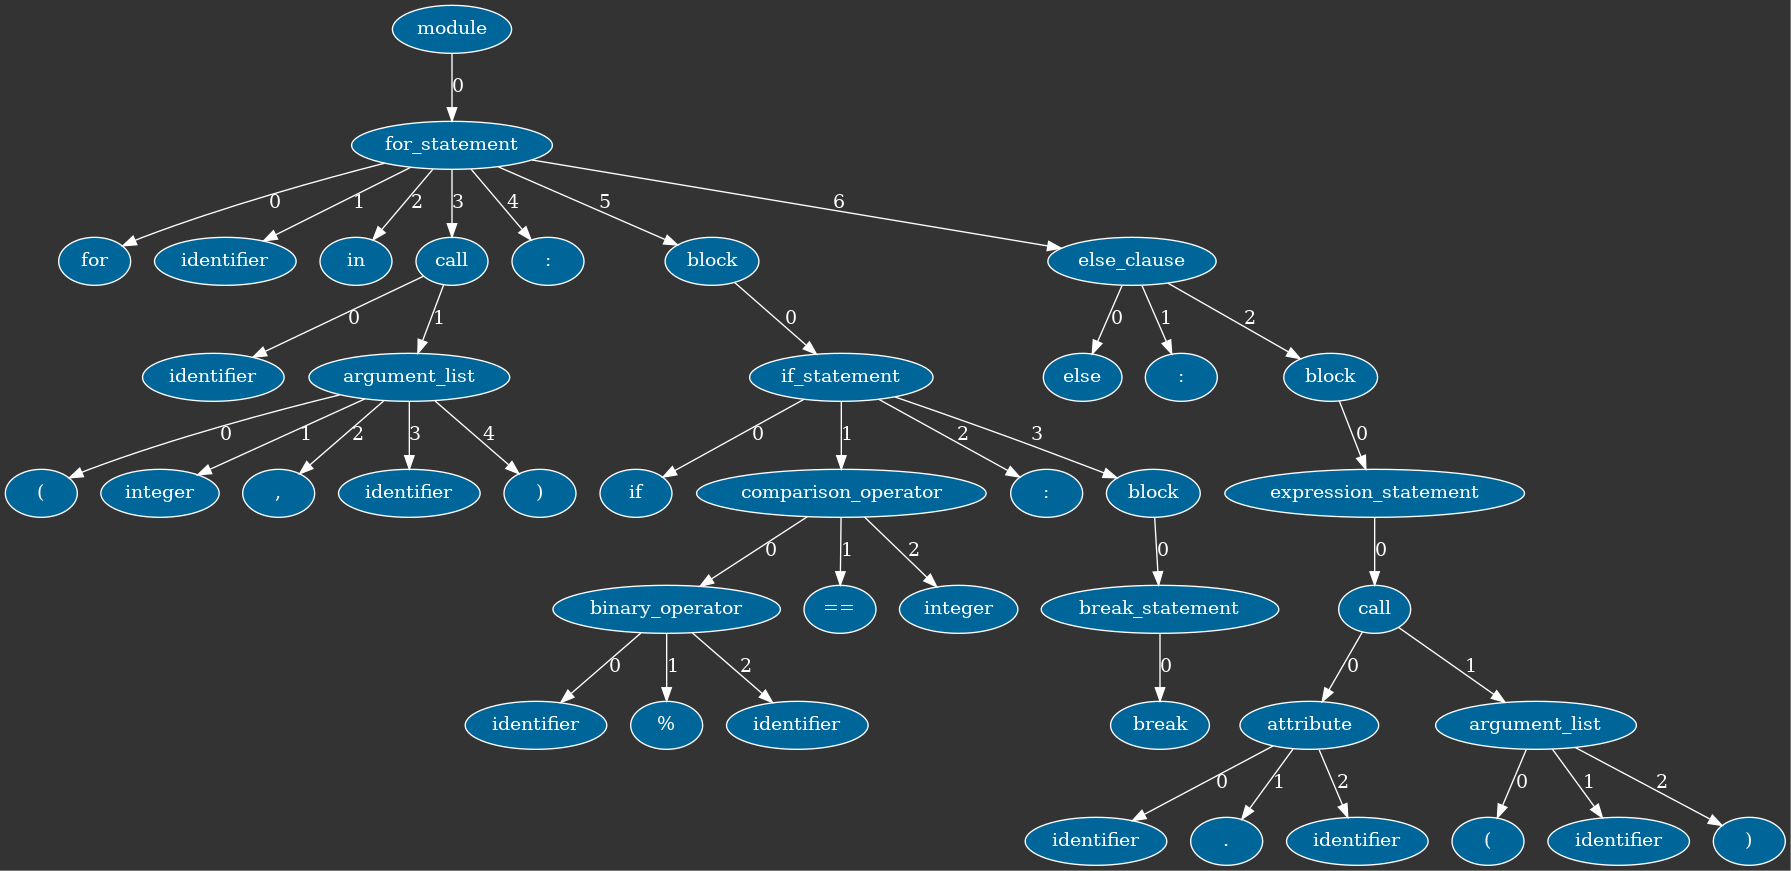 module
0
for_statement
0 1 2 3 4 5 6
for identifier in call : block else_clause
0 1 0 0 1 2
identifier argument_list if_statement else : block
0 1 2 3 4 0 1 2 3 0
( integer , identifier ) if comparison_operator : block expression_statement
0 1 2 0 0
binary_operator == integer break_statement call
0 1 2 0 0 1
identifier % identifier break attribute argument_list
0 1 2 0 1 2
identifier . identifier ( identifier )